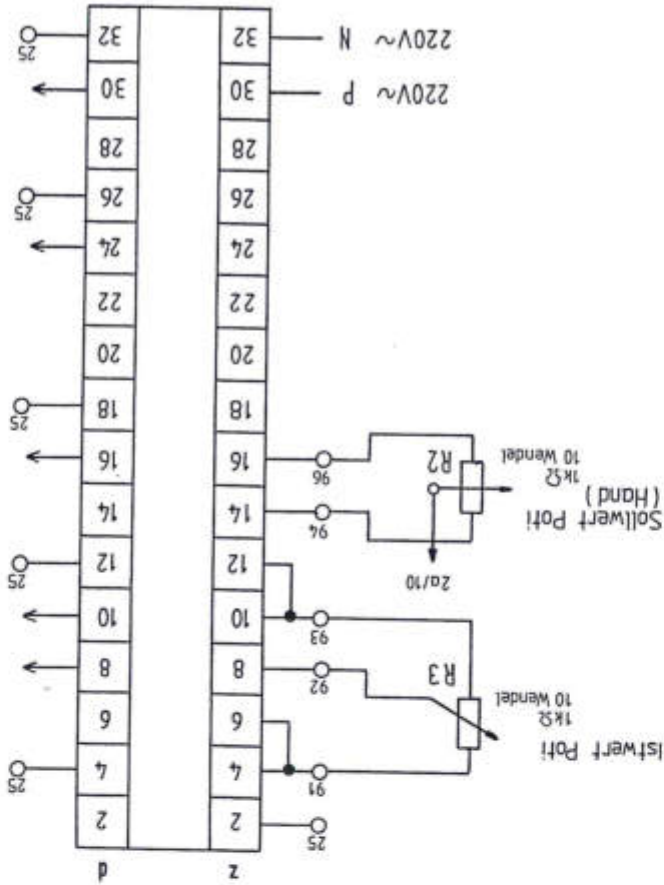 z d
25 2 2
91 4 4 25
6 6
Istwert Poti
1kΩ
10 Wendel
R3
92 8 8
93 10 10
12 12 25
2a/10
94 14 14
Sollwert Poti
(Hand)
1kΩ
10 Wendel
R2
96 16 16
18 18 25
20 20
22 22
24 24
26 26 25
28 28
220V~ P 30 30
220V~ N 32 32 25